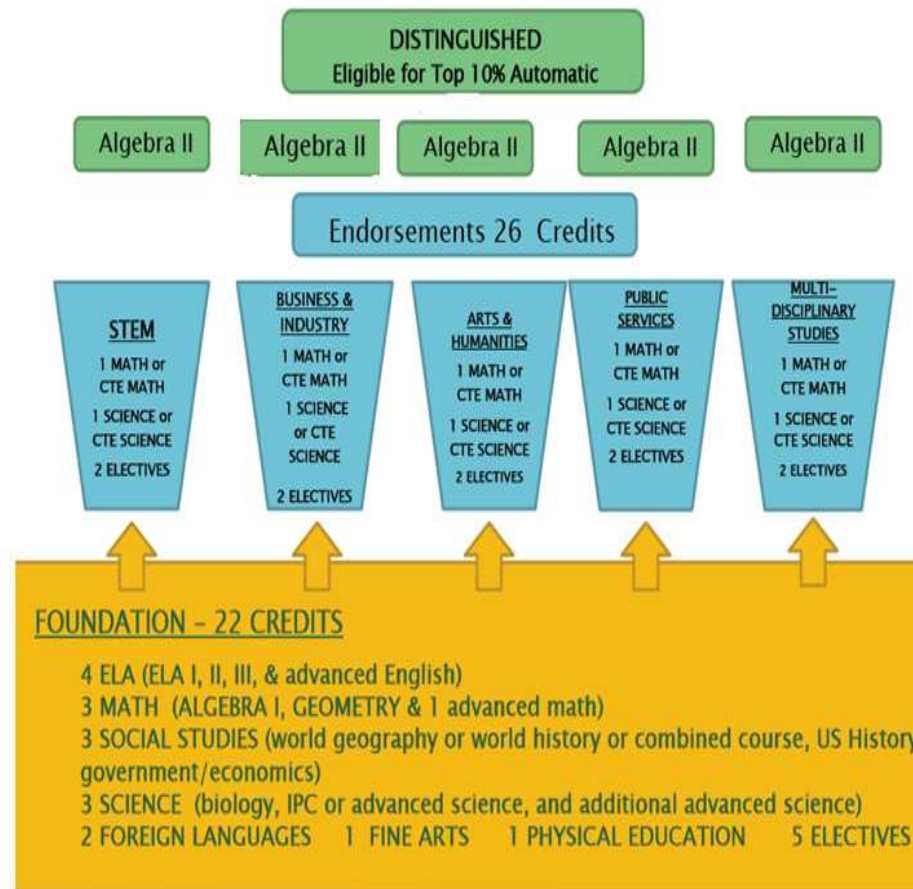 DISTINGUISHED
Eligible for Top 10% Automatic
Algebra II
Algebra II
Algebra II
Algebra II
Algebra II
Endorsements 26 Credits
STEM
1 MATH or
CTE MATH
1 SCIENCE or
CTE SCIENCE
2 ELECTIVES
BUSINESS &
INDUSTRY
1 MATH or
CTE MATH
1 SCIENCE
or CTE
SCIENCE
2 ELECTIVES
ARTS &
HUMANITIES
1 MATH or
CTE MATH
1 SCIENCE or
CTE SCIENCE
2 ELECTIVES
PUBLIC
SERVICES
1 MATH or
CTE MATH
1 SCIENCE or
CTE SCIENCE
2 ELECTIVES
MULTI-
DISCIPLINARY
STUDIES
1 MATH or
CTE MATH
1 SCIENCE or
CTE SCIENCE
2 ELECTIVES
FOUNDATION – 22 CREDITS
4 ELA (ELA I, II, III, & advanced English)
3 MATH (ALGEBRA I, GEOMETRY & 1 advanced math)
3 SOCIAL STUDIES (world geography or world history or combined course, US History
government/economics)
3 SCIENCE (biology, IPC or advanced science, and additional advanced science)
2 FOREIGN LANGUAGES 1 FINE ARTS 1 PHYSICAL EDUCATION 5 ELECTIVES